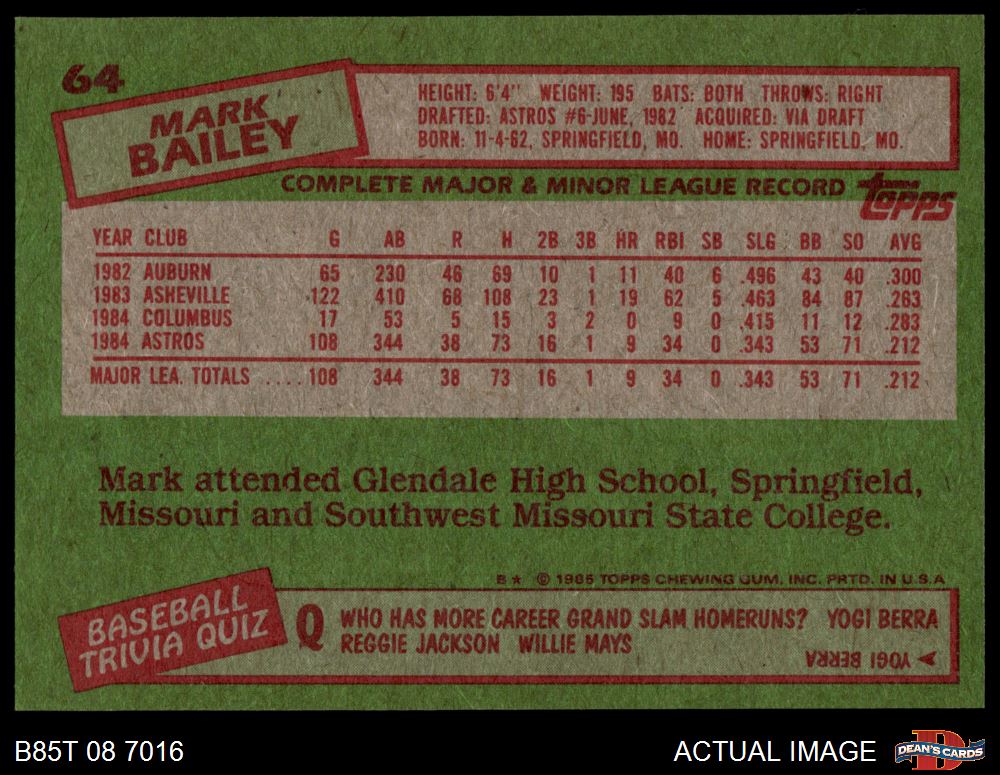 64
MARK
BAILEY
HEIGHT: 6'4" WEIGHT: 195 BATS: BOTH THROWS: RIGHT
DRAFTED: ASTROS #6-JUNE, 1982 ACQUIRED: VIA DRAFT
BORN: 11-4-62, SPRINGFIELD, MO. HOME: SPRINGFIELD, MO.
COMPLETE MAJOR & MINOR LEAGUE RECORD topps
YEAR CLUB G AB R H 2B 3B HR RBI SB SLG BB SO AVG
1982 AUBURN 65 230 46 69 10 1 11 40 6 .496 43 40 .300
1983 ASHEVILLE 122 410 68 108 23 1 19 62 5 .463 84 87 .263
1984 COLUMBUS 17 53 5 15 3 2 0 9 0 .415 11 12 .283
1984 ASTROS 108 344 38 73 16 1 9 34 0 .343 53 71 .212
MAJOR LEA. TOTALS ....108 344 38 73 16 1 9 34 0 .343 53 71 .212
Mark attended Glendale High School, Springfield,
Missouri and Southwest Missouri State College.
B★ © 1985 TOPPS CHEWING GUM, INC. PRTD. IN U.S.A
BASEBALL
TRIVIA QUIZ
Q WHO HAS MORE CAREER GRAND SLAM HOMERUNS? YOGI BERRA
REGGIE JACKSON WILLIE MAYS
YOGI BERRA
B85T 08 7016
ACTUAL IMAGE
D
DEAN'S CARDS